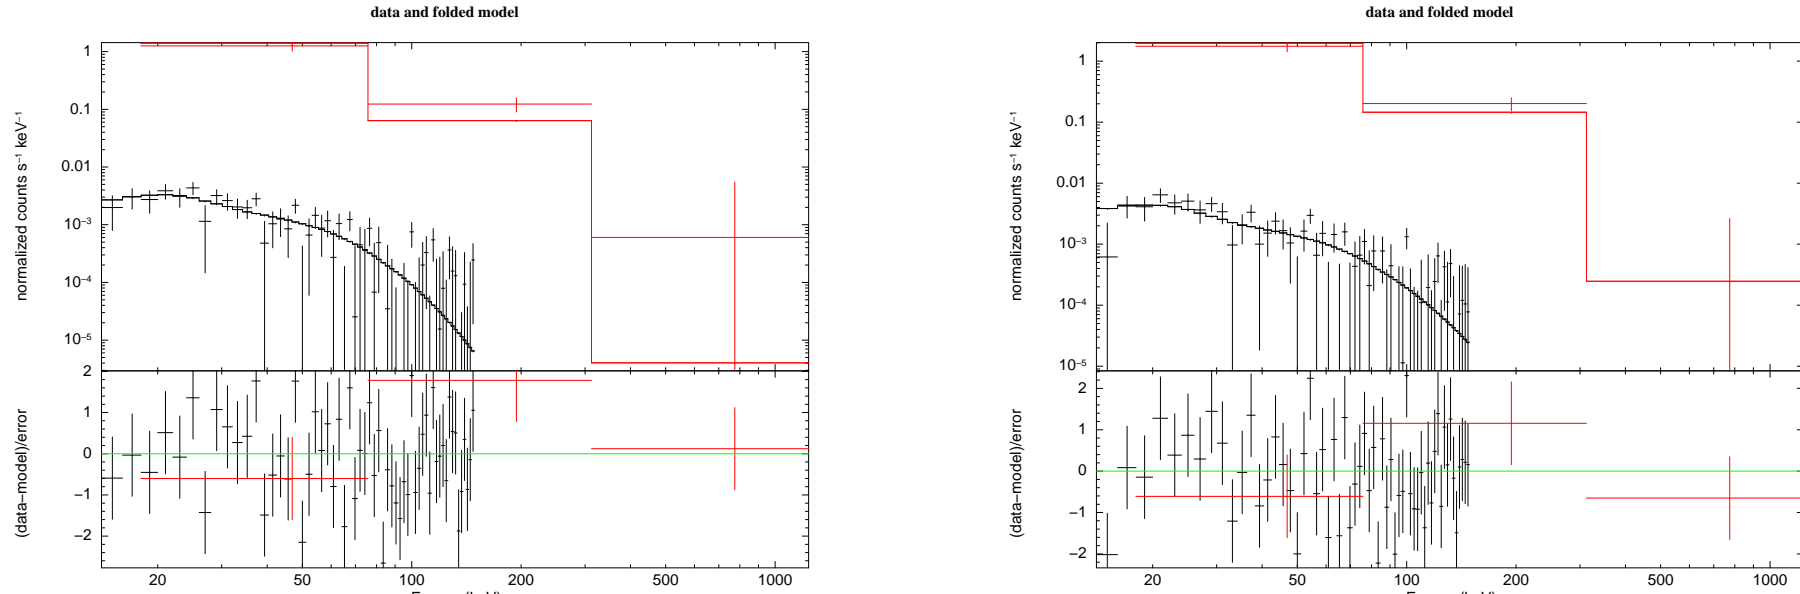 data and folded model
normalized counts s⁻¹ keV⁻¹
1
0.1
0.01
10⁻³
10⁻⁴
10⁻⁵
(data−model)/error
2
1
0
−1
−2
20 50 100 200 500 1000
data and folded model
normalized counts s⁻¹ keV⁻¹
1
0.1
0.01
10⁻³
10⁻⁴
10⁻⁵
(data−model)/error
2
1
0
−1
−2
20 50 100 200 500 1000